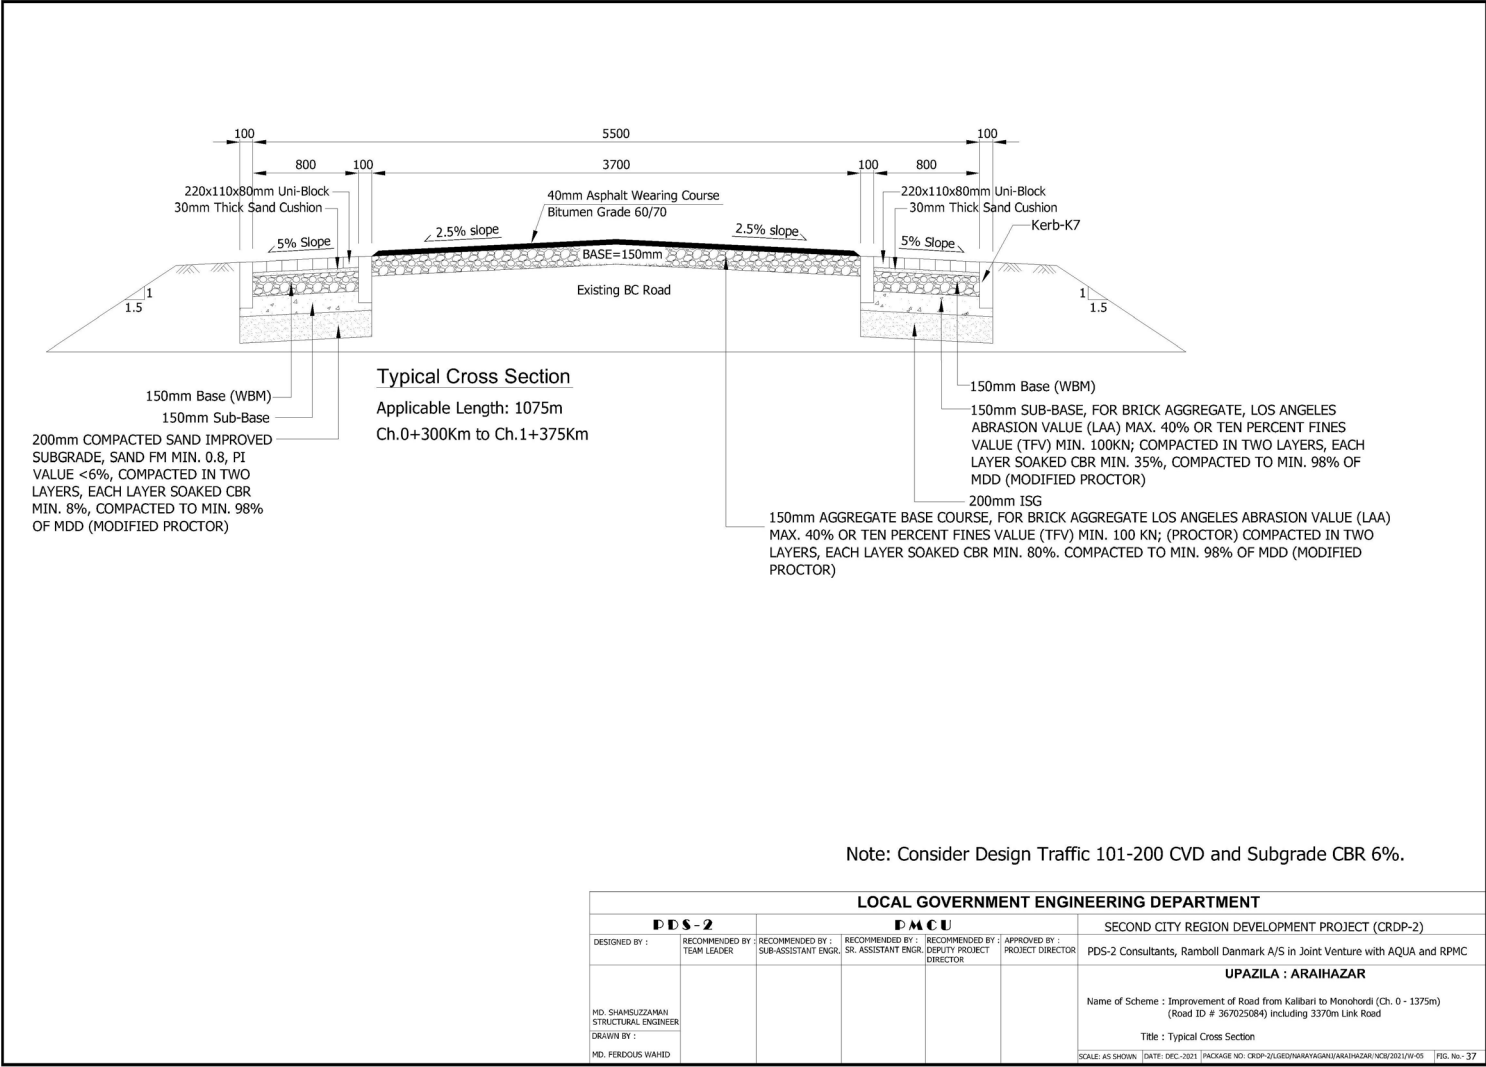 100 5500 100
800 100 3700 100 800
220x110x80mm Uni-Block
30mm Thick Sand Cushion
40mm Asphalt Wearing Course
Bitumen Grade 60/70
220x110x80mm Uni-Block
30mm Thick Sand Cushion
Kerb-K7
5% Slope
2.5% slope
2.5% slope
5% Slope
BASE=150mm
Existing BC Road
1
1.5
1
1.5
150mm Base (WBM)
150mm Sub-Base
200mm COMPACTED SAND IMPROVED
SUBGRADE, SAND FM MIN. 0.8, PI
VALUE <6%, COMPACTED IN TWO
LAYERS, EACH LAYER SOAKED CBR
MIN. 8%, COMPACTED TO MIN. 98%
OF MDD (MODIFIED PROCTOR)
Typical Cross Section
Applicable Length: 1075m
Ch.0+300Km to Ch.1+375Km
150mm Base (WBM)
150mm SUB-BASE, FOR BRICK AGGREGATE, LOS ANGELES
ABRASION VALUE (LAA) MAX. 40% OR TEN PERCENT FINES
VALUE (TFV) MIN. 100KN; COMPACTED IN TWO LAYERS, EACH
LAYER SOAKED CBR MIN. 35%, COMPACTED TO MIN. 98% OF
MDD (MODIFIED PROCTOR)
200mm ISG
150mm AGGREGATE BASE COURSE, FOR BRICK AGGREGATE LOS ANGELES ABRASION VALUE (LAA)
MAX. 40% OR TEN PERCENT FINES VALUE (TFV) MIN. 100 KN; (PROCTOR) COMPACTED IN TWO
LAYERS, EACH LAYER SOAKED CBR MIN. 80%. COMPACTED TO MIN. 98% OF MDD (MODIFIED
PROCTOR)
Note: Consider Design Traffic 101-200 CVD and Subgrade CBR 6%.
LOCAL GOVERNMENT ENGINEERING DEPARTMENT
PDS-2
PMCU
SECOND CITY REGION DEVELOPMENT PROJECT (CRDP-2)
DESIGNED BY :
RECOMMENDED BY :
TEAM LEADER
RECOMMENDED BY :
SUB-ASSISTANT ENGR.
RECOMMENDED BY :
SR. ASSISTANT ENGR.
RECOMMENDED BY :
DEPUTY PROJECT
DIRECTOR
APPROVED BY :
PROJECT DIRECTOR
PDS-2 Consultants, Ramboll Danmark A/S in Joint Venture with AQUA and RPMC
UPAZILA : ARAIHAZAR
Name of Scheme : Improvement of Road from Kalibari to Monohordi (Ch. 0 - 1375m)
(Road ID # 367025084) including 3370m Link Road
MD. SHAMSUZZAMAN
STRUCTURAL ENGINEER
DRAWN BY :
MD. FERDOUS WAHID
Title : Typical Cross Section
SCALE: AS SHOWN DATE: DEC.-2021 PACKAGE NO: CRDP-2/LGED/NARAYAGANJ/ARAIHAZAR/NCB/2021/W-05 FIG. No.- 37